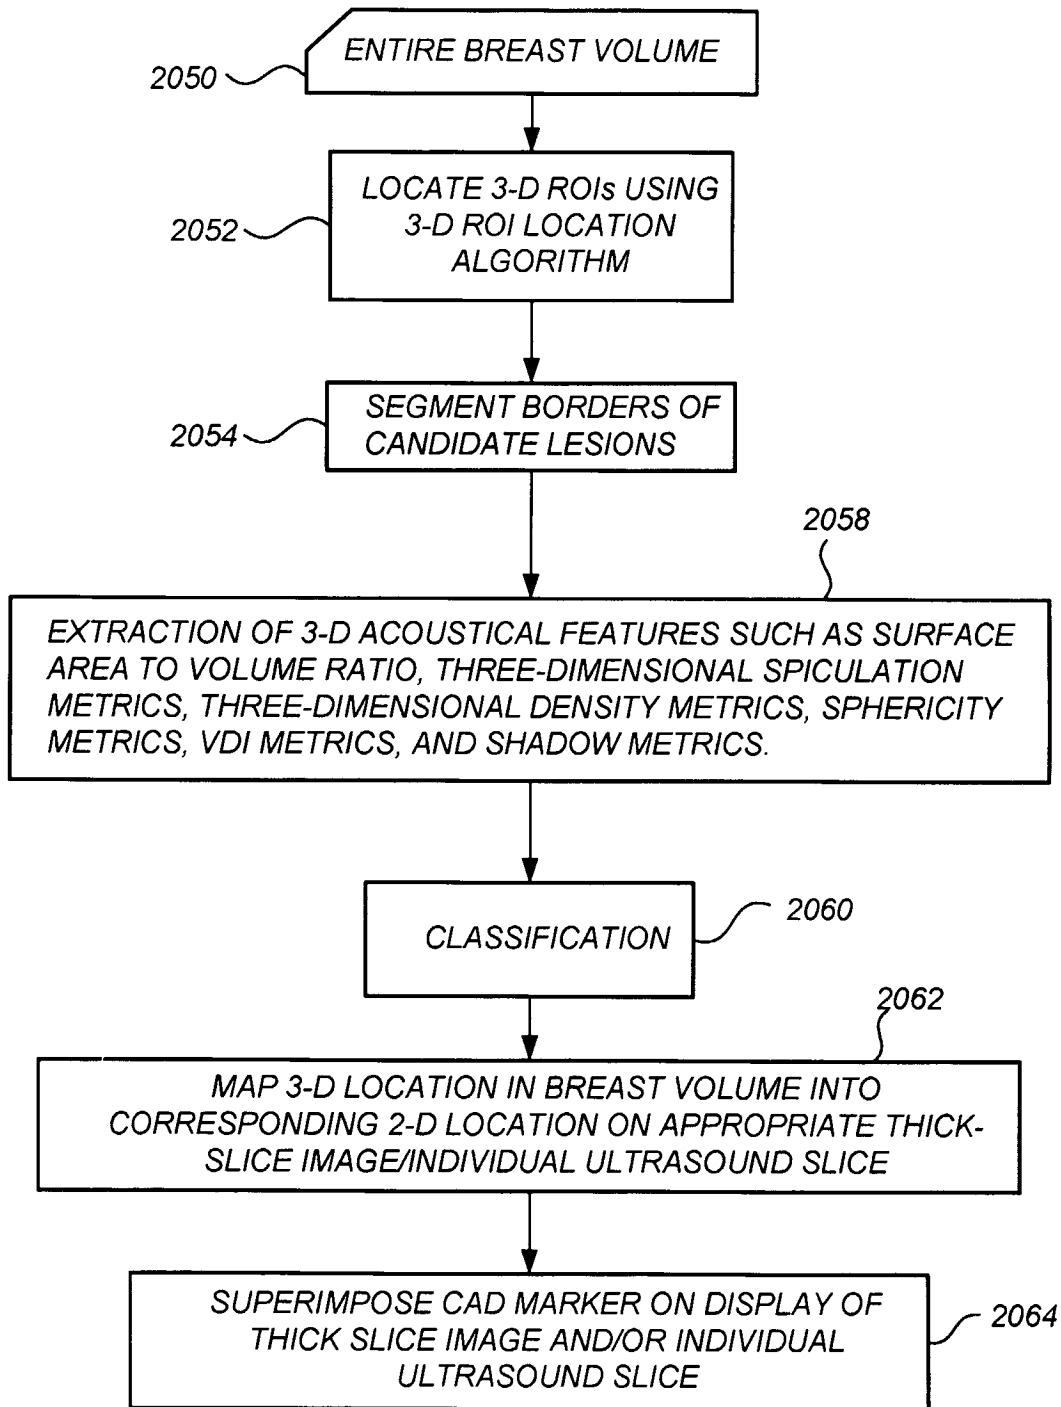 ENTIRE BREAST VOLUME
2050
LOCATE 3-D ROIs USING
3-D ROI LOCATION
ALGORITHM
2052
SEGMENT BORDERS OF
CANDIDATE LESIONS
2054
2058
EXTRACTION OF 3-D ACOUSTICAL FEATURES SUCH AS SURFACE
AREA TO VOLUME RATIO, THREE-DIMENSIONAL SPICULATION
METRICS, THREE-DIMENSIONAL DENSITY METRICS, SPHERICITY
METRICS, VDI METRICS, AND SHADOW METRICS.
CLASSIFICATION
2060
2062
MAP 3-D LOCATION IN BREAST VOLUME INTO
CORRESPONDING 2-D LOCATION ON APPROPRIATE THICK-
SLICE IMAGE/INDIVIDUAL ULTRASOUND SLICE
SUPERIMPOSE CAD MARKER ON DISPLAY OF
THICK SLICE IMAGE AND/OR INDIVIDUAL
ULTRASOUND SLICE
2064